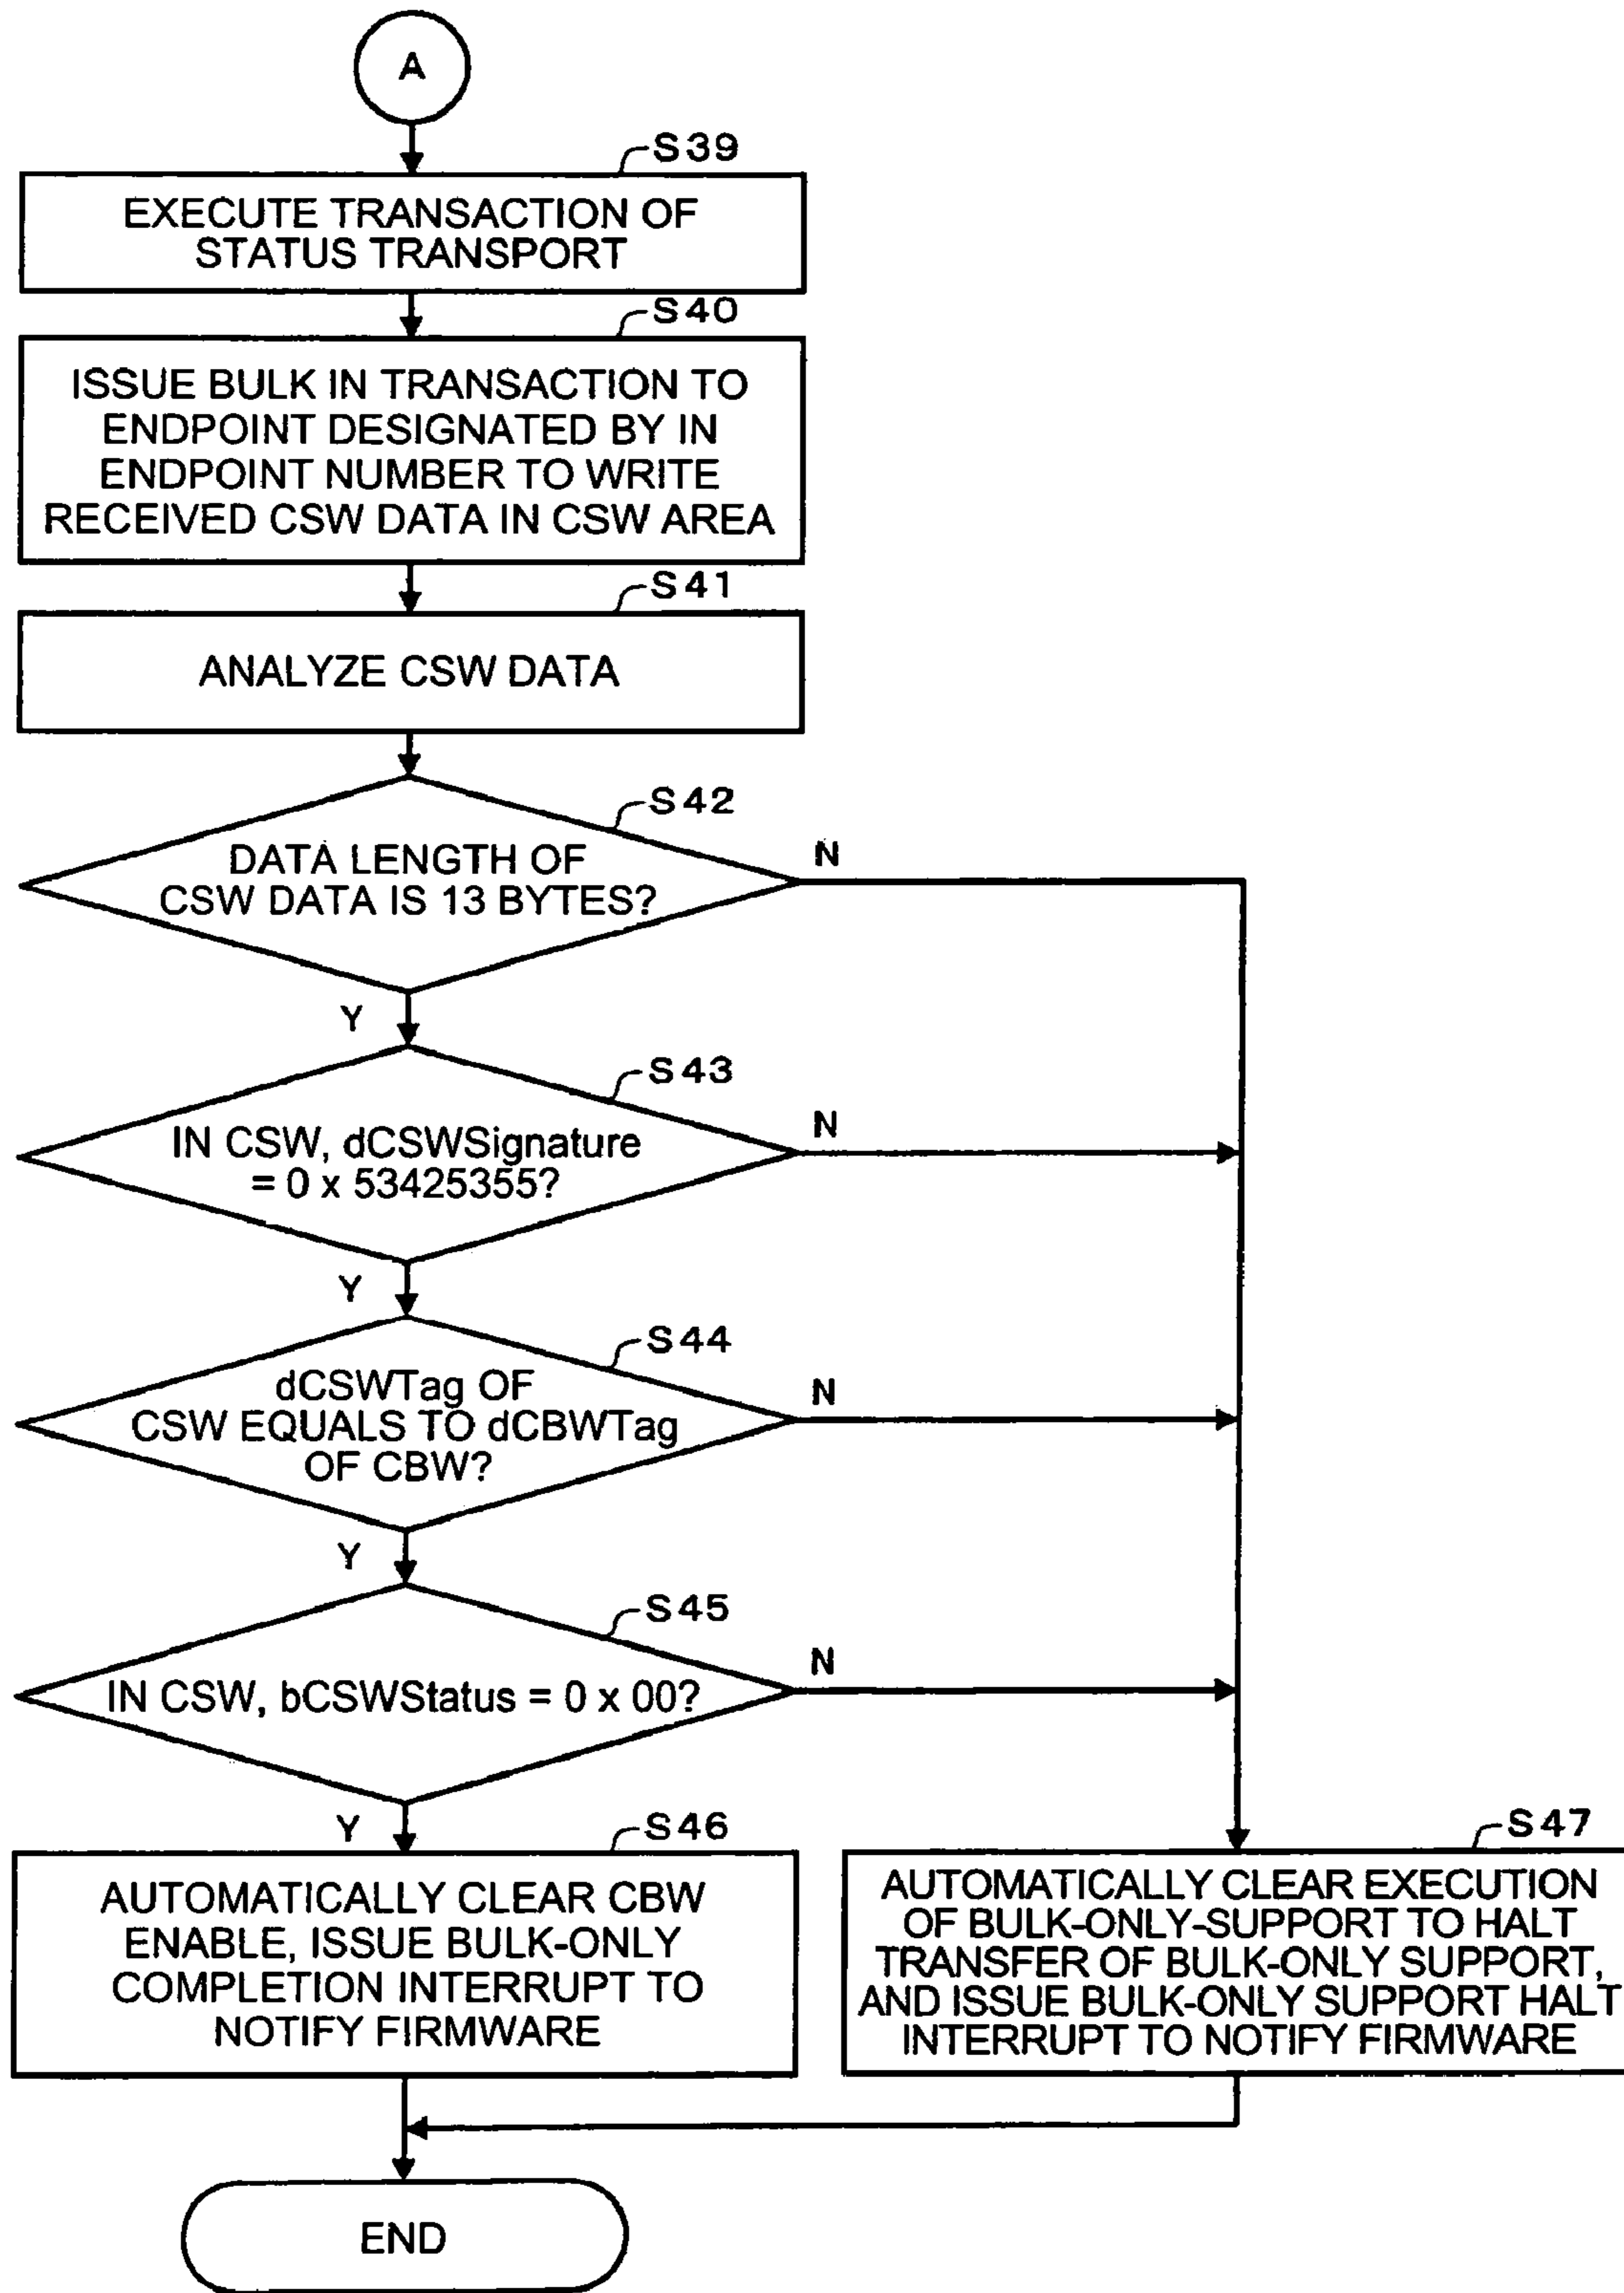 A
S39
EXECUTE TRANSACTION OF
STATUS TRANSPORT
S40
ISSUE BULK IN TRANSACTION TO
ENDPOINT DESIGNATED BY IN
ENDPOINT NUMBER TO WRITE
RECEIVED CSW DATA IN CSW AREA
S41
ANALYZE CSW DATA
S42
DATA LENGTH OF
CSW DATA IS 13 BYTES?
N
Y
S43
IN CSW, dCSWSignature
= 0 x 53425355?
N
Y
S44
dCSWTag OF
CSW EQUALS TO dCBWTag
OF CBW?
N
Y
S45
IN CSW, bCSWStatus = 0 x 00?
N
Y
S46
AUTOMATICALLY CLEAR CBW
ENABLE, ISSUE BULK-ONLY
COMPLETION INTERRUPT TO
NOTIFY FIRMWARE
S47
AUTOMATICALLY CLEAR EXECUTION
OF BULK-ONLY-SUPPORT TO HALT
TRANSFER OF BULK-ONLY SUPPORT,
AND ISSUE BULK-ONLY SUPPORT HALT
INTERRUPT TO NOTIFY FIRMWARE
END